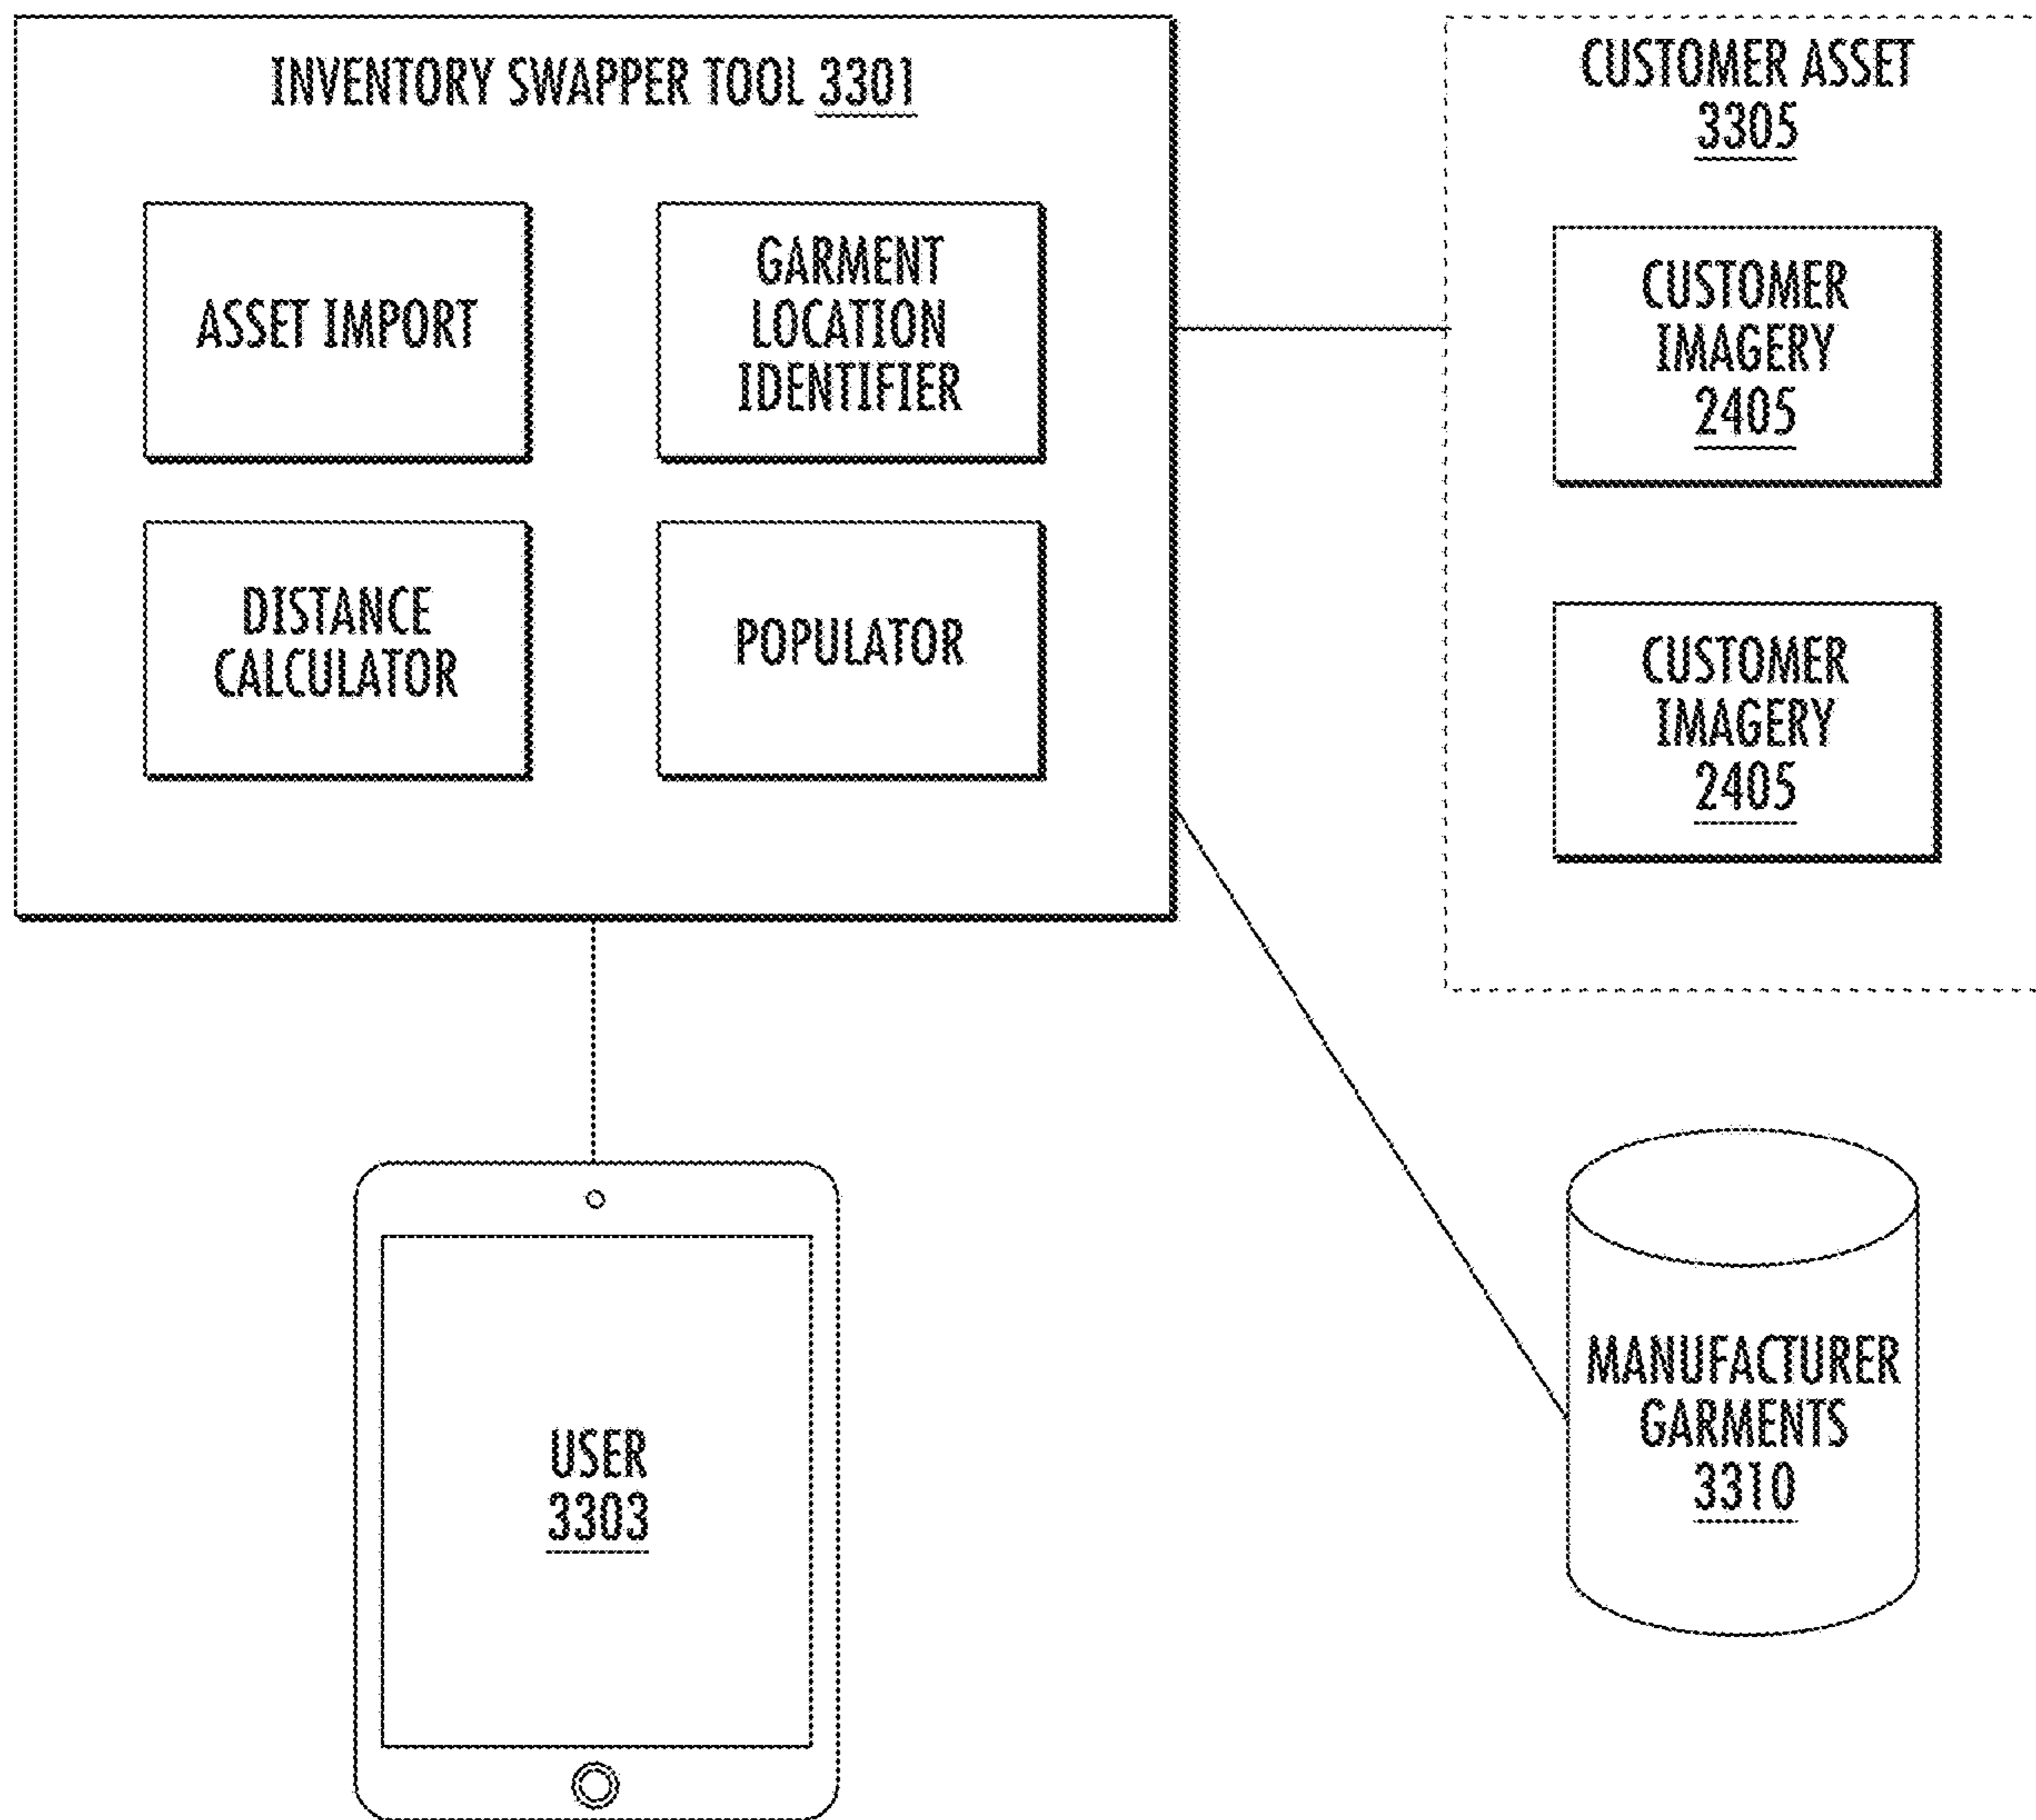 INVENTORY SWAPPER TOOL 3301
ASSET IMPORT
GARMENT
LOCATION
IDENTIFIER
DISTANCE
CALCULATOR
POPULATOR
CUSTOMER ASSET
3305
CUSTOMER
IMAGERY
2405
CUSTOMER
IMAGERY
2405
USER
3303
MANUFACTURER
GARMENTS
3310